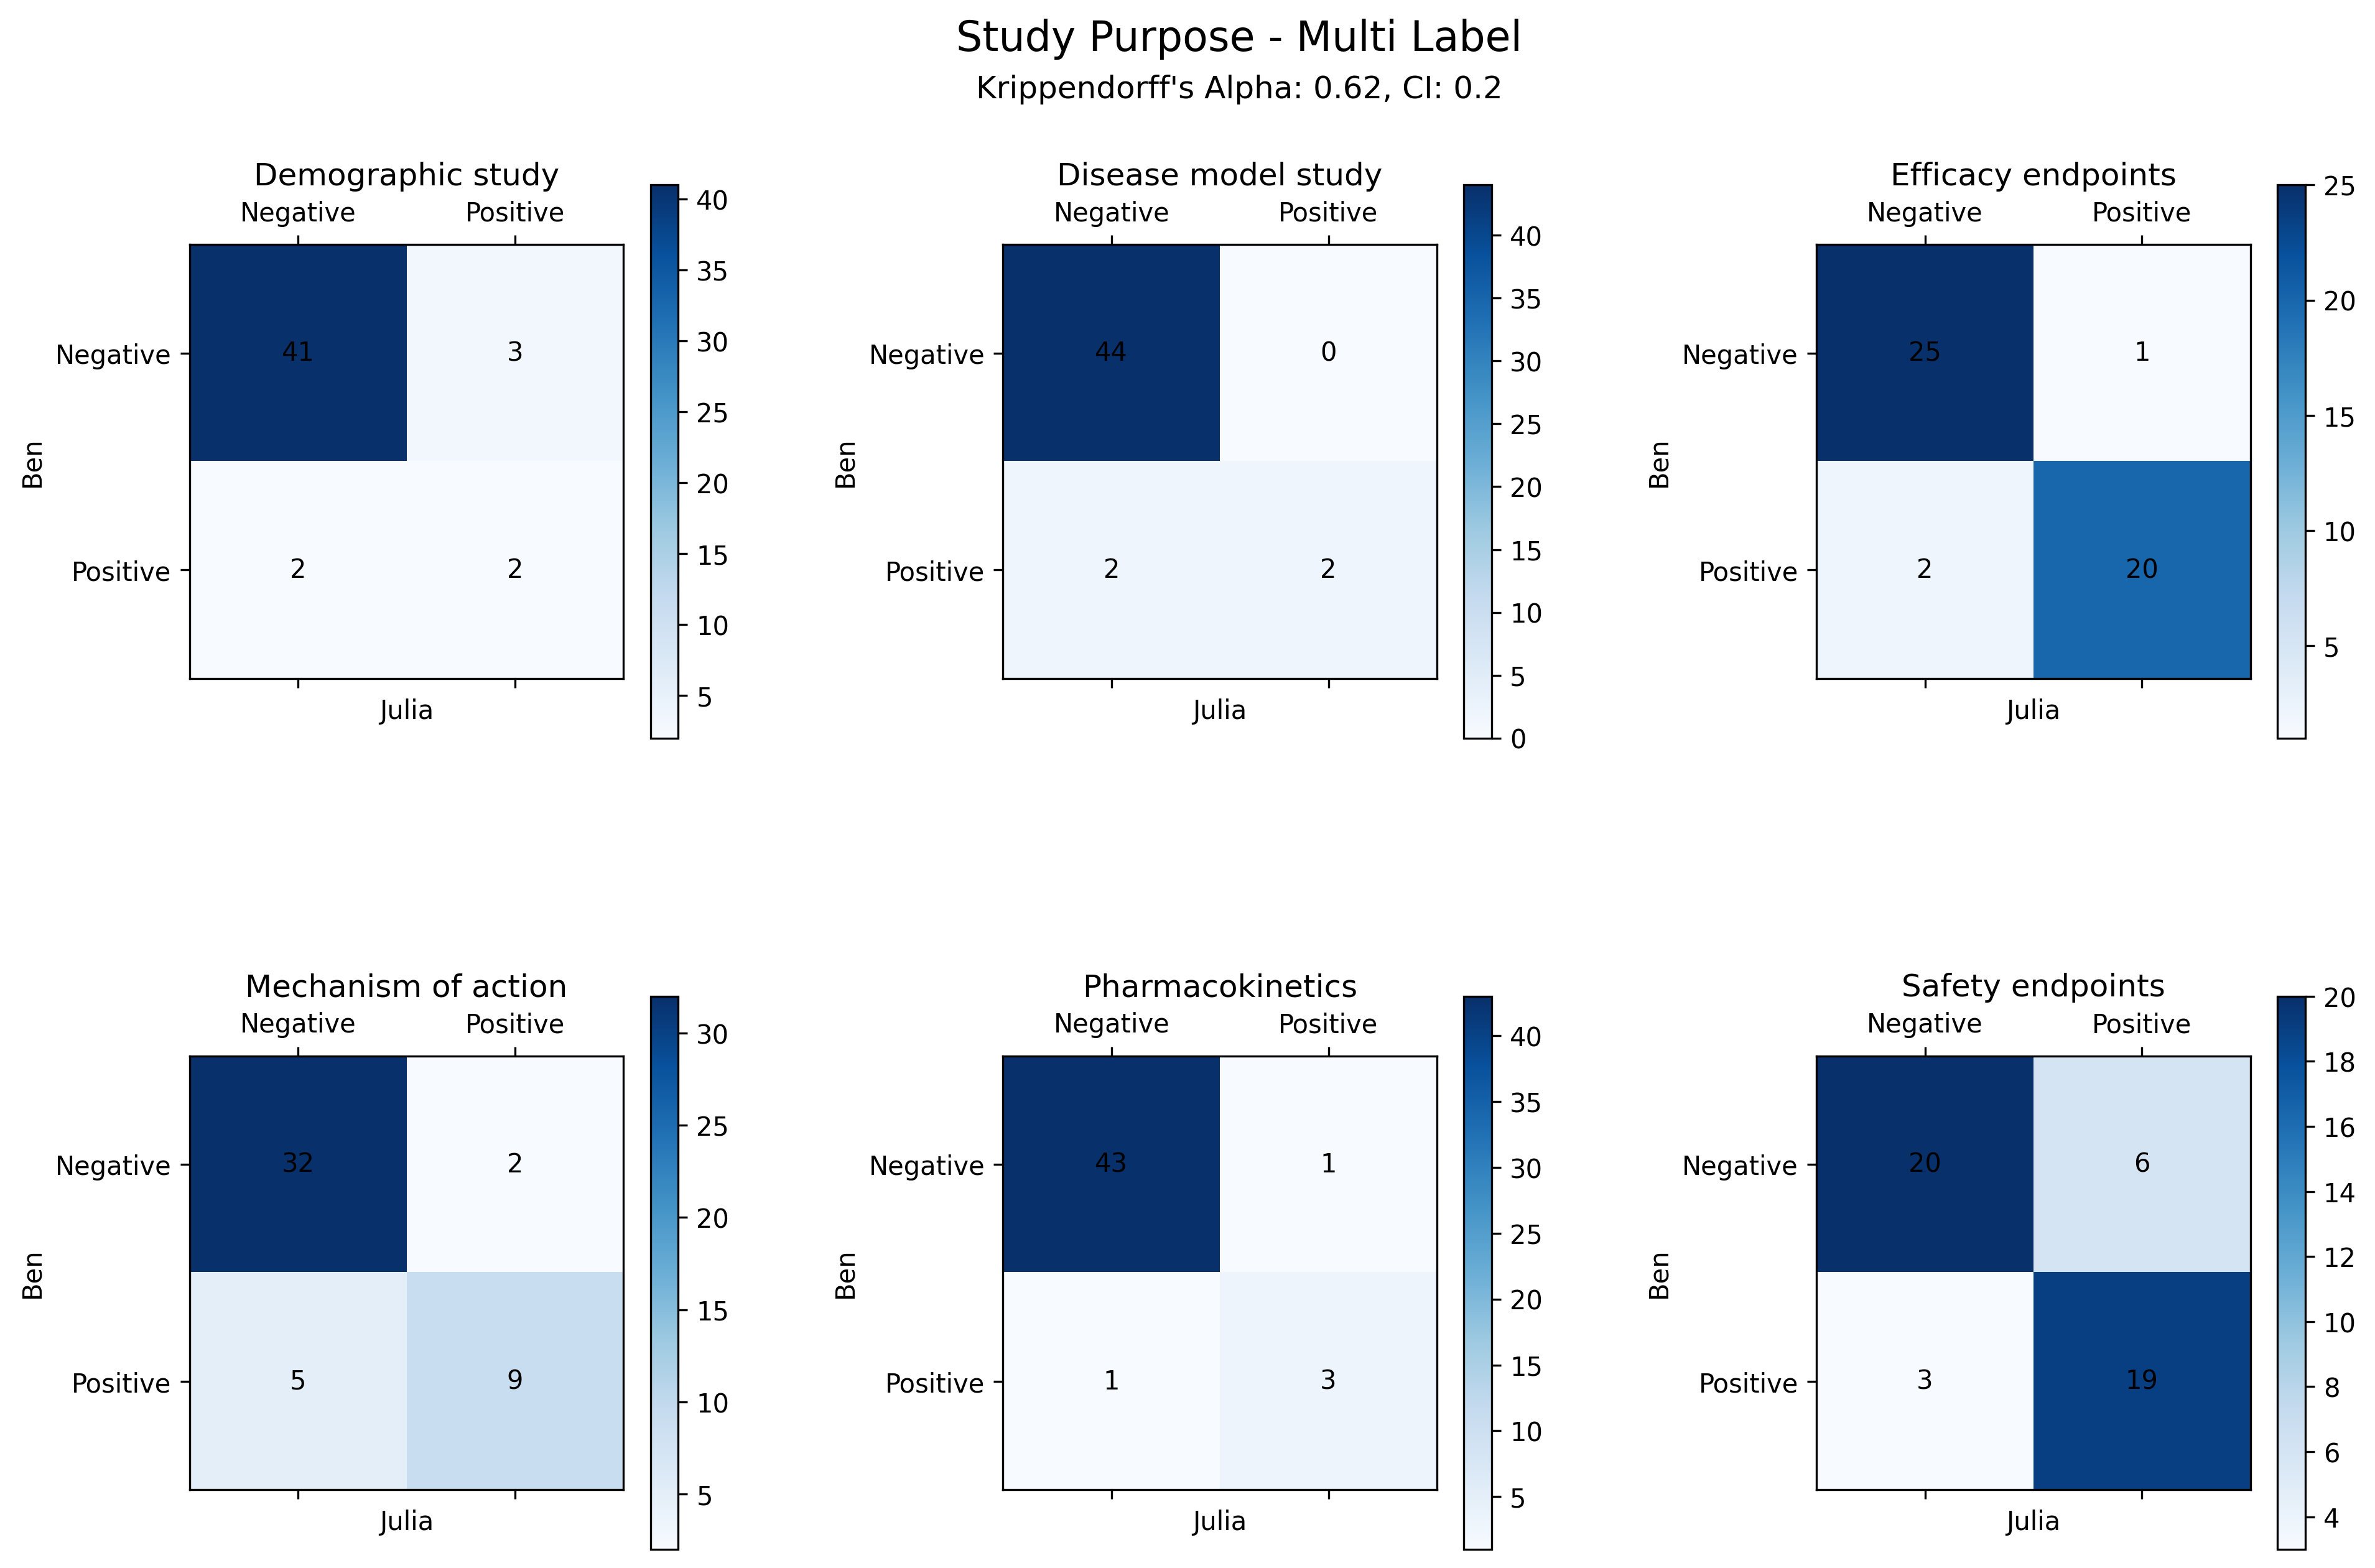 Study Purpose - Multi Label
Krippendorff's Alpha: 0.62, CI: 0.2
Demographic study
Negative Positive
Negative 41 3
Positive 2 2
Ben
Julia
40
35
30
25
20
15
10
5
Disease model study
Negative Positive
Negative 44 0
Positive 2 2
Ben
Julia
40
35
30
25
20
15
10
5
0
Efficacy endpoints
Negative Positive
Negative 25 1
Positive 2 20
Ben
Julia
25
20
15
10
5
Mechanism of action
Negative Positive
Negative 32 2
Positive 5 9
Ben
Julia
30
25
20
15
10
5
Pharmacokinetics
Negative Positive
Negative 43 1
Positive 1 3
Ben
Julia
40
35
30
25
20
15
10
5
Safety endpoints
Negative Positive
Negative 20 6
Positive 3 19
Ben
Julia
20
18
16
14
12
10
8
6
4